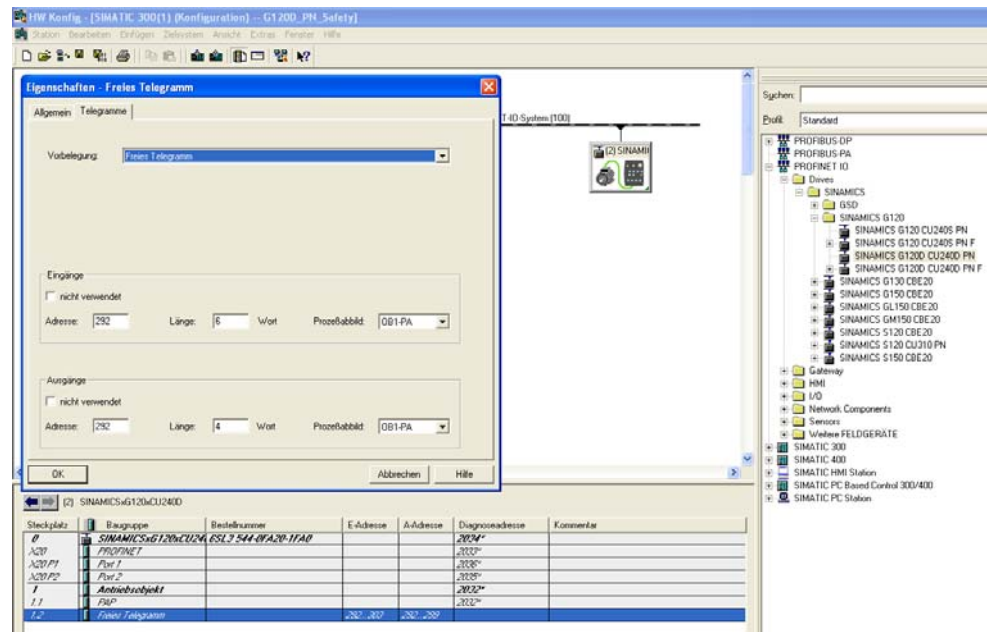 HW Konfig - [SIMATIC 300(1) (Konfiguration) -- G120D_PN_Safety]
Station Bearbeiten Einfügen Zielsystem Ansicht Extras Fenster Hilfe
Eigenschaften - Freies Telegramm
Allgemein Telegramme
Vorbelegung: Freies Telegramm
Eingänge
nicht verwendet
Adresse: 292 Länge: 6 Wort Prozeßabbild: OB1-PA
Ausgänge
nicht verwendet
Adresse: 292 Länge: 4 Wort Prozeßabbild: OB1-PA
OK Abbrechen Hilfe
T-IO-System (100)
(2) SINAMI
Suchen:
Profil: Standard
PROFIBUS-DP
PROFIBUS-PA
PROFINET IO
Drives
SINAMICS
GSD
SINAMICS G120
SINAMICS G120 CU240S PN
SINAMICS G120 CU240S PN F
SINAMICS G120D CU240D PN
SINAMICS G120D CU240D PN F
SINAMICS G130 CBE20
SINAMICS G150 CBE20
SINAMICS GL150 CBE20
SINAMICS GM150 CBE20
SINAMICS S120 CBE20
SINAMICS S120 CU310 PN
SINAMICS S150 CBE20
Gateway
HMI
I/O
Network Components
Sensors
Weitere FELDGERÄTE
SIMATIC 300
SIMATIC 400
SIMATIC HMI Station
SIMATIC PC Based Control 300/400
SIMATIC PC Station
(2) SINAMICSxG120xCU240D
Steckplatz Baugruppe Bestellnummer E-Adresse A-Adresse Diagnoseadresse Kommentar
0 SINAMICSxG120xCU24 6SL3 544-0FA20-1FA0 2034*
X20 PROFINET 2033*
X20 P1 Port 1 2036*
X20 P2 Port 2 2035*
1 Antriebsobjekt 2032*
1.1 PAP 2032*
1.2 Freies Telegramm 292...303 292...299